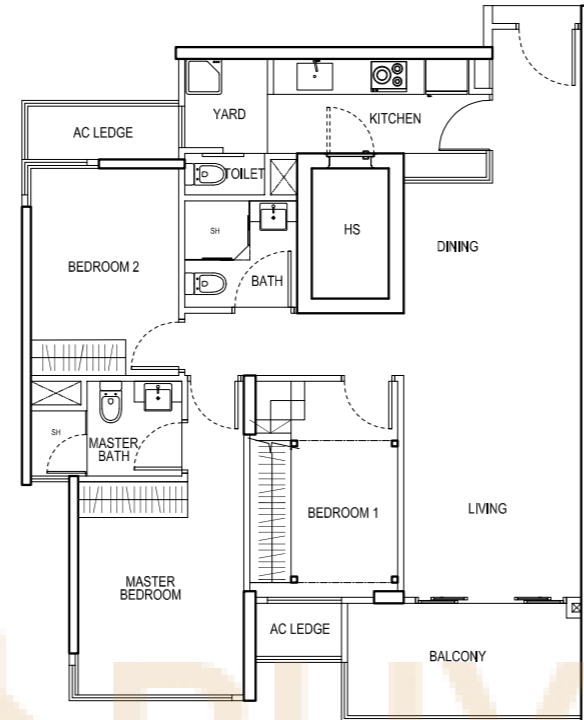 YARD
KITCHEN
AC LEDGE
TOILET
SH
HS
DINING
BEDROOM 2
BATH
SH
MASTER
BATH
BEDROOM 1
LIVING
MASTER
BEDROOM
AC LEDGE
BALCONY